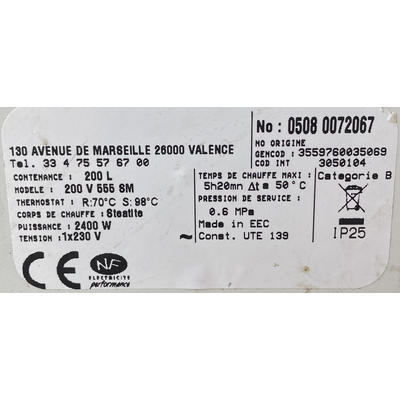 No : 0508 0072067
130 AVENUE DE MARSEILLE 26000 VALENCE
Tel. 33 4 75 57 67 00
NO ORIGINE
GENCOD : 3559760035069
COD INT 3050104
CONTENANCE : 200 L
MODELE : 200 V 555 SM
THERMOSTAT : R:70°C S:98°C
CORPS DE CHAUFFE : Steatite
PUISSANCE : 2400 W
TENSION : 1x230 V ~
TEMPS DE CHAUFFE MAXI :
5h20mn Δt= 50°C
PRESSION DE SERVICE :
0.6 MPa
Made in EEC
Const. UTE 139
Categorie B
IP25
CE
NF
ELECTRICITE
performance